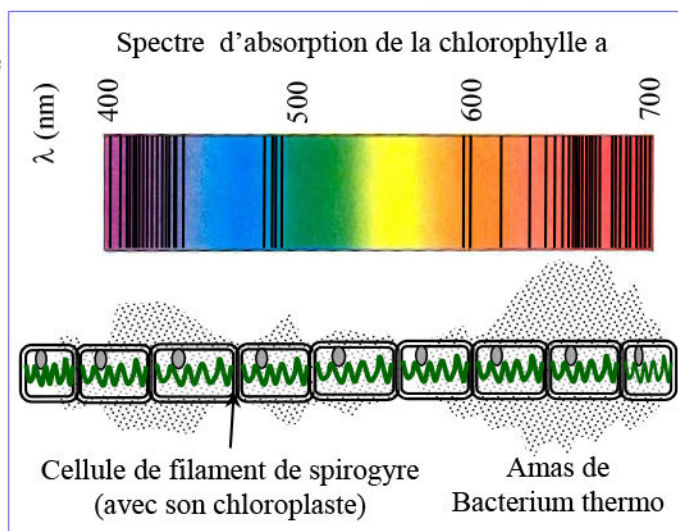 Spectre d'absorption de la chlorophylle a
λ (nm)
400
500
600
700
Cellule de filament de spirogyre
(avec son chloroplaste)
Amas de
Bacterium thermo